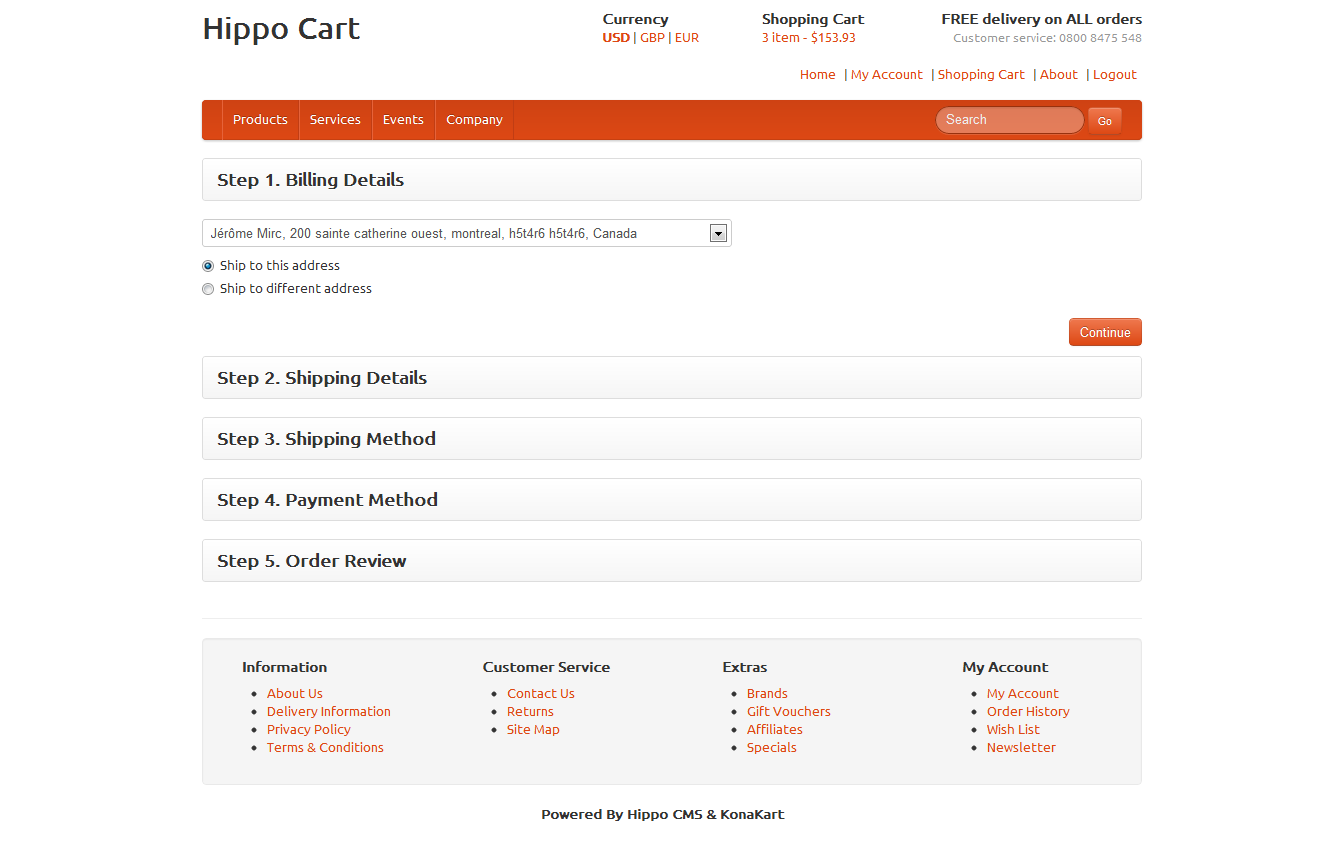 Hippo Cart
Currency
USD | GBP | EUR
Shopping Cart
3 item - $153.93
FREE delivery on ALL orders
Customer service: 0800 8475 548
Home | My Account | Shopping Cart | About | Logout
Products Services Events Company Search Go
Step 1. Billing Details
Jérôme Mirc, 200 sainte catherine ouest, montreal, h5t4r6 h5t4r6, Canada
Ship to this address
Ship to different address
Continue
Step 2. Shipping Details
Step 3. Shipping Method
Step 4. Payment Method
Step 5. Order Review
Information
About Us
Delivery Information
Privacy Policy
Terms & Conditions
Customer Service
Contact Us
Returns
Site Map
Extras
Brands
Gift Vouchers
Affiliates
Specials
My Account
My Account
Order History
Wish List
Newsletter
Powered By Hippo CMS & KonaKart